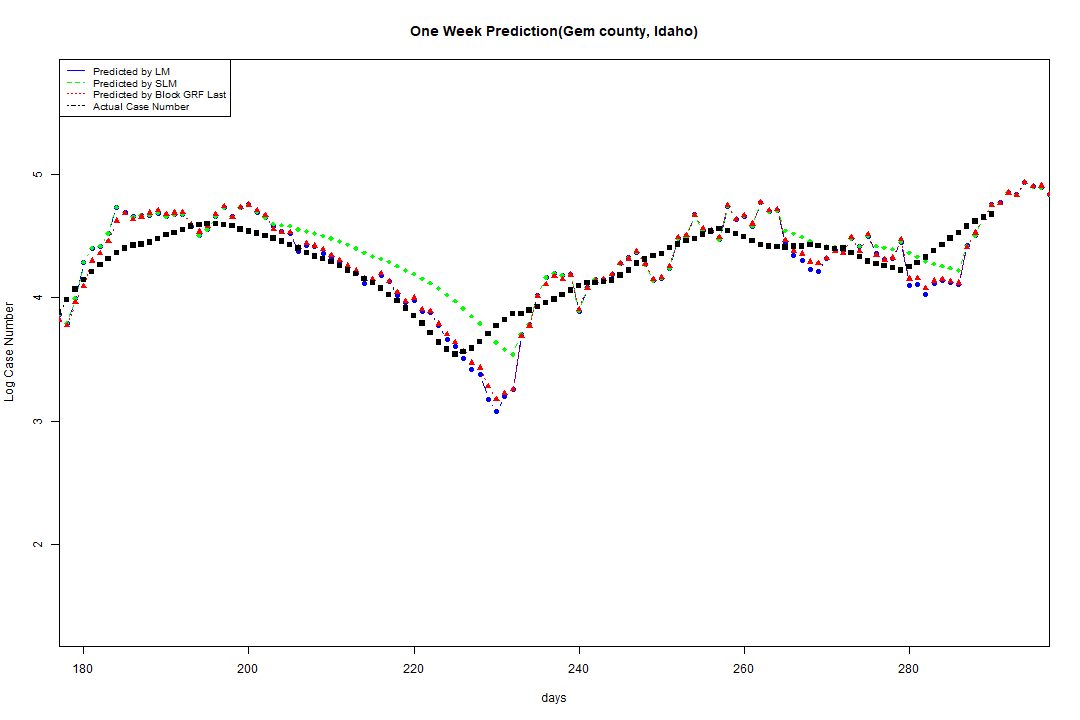 One Week Prediction(Gem county, Idaho)
Predicted by LM
Predicted by SLM
Predicted by Block GRF Last
Actual Case Number
5
4
3
2
Log Case Number
180 200 220 240 260 280
days